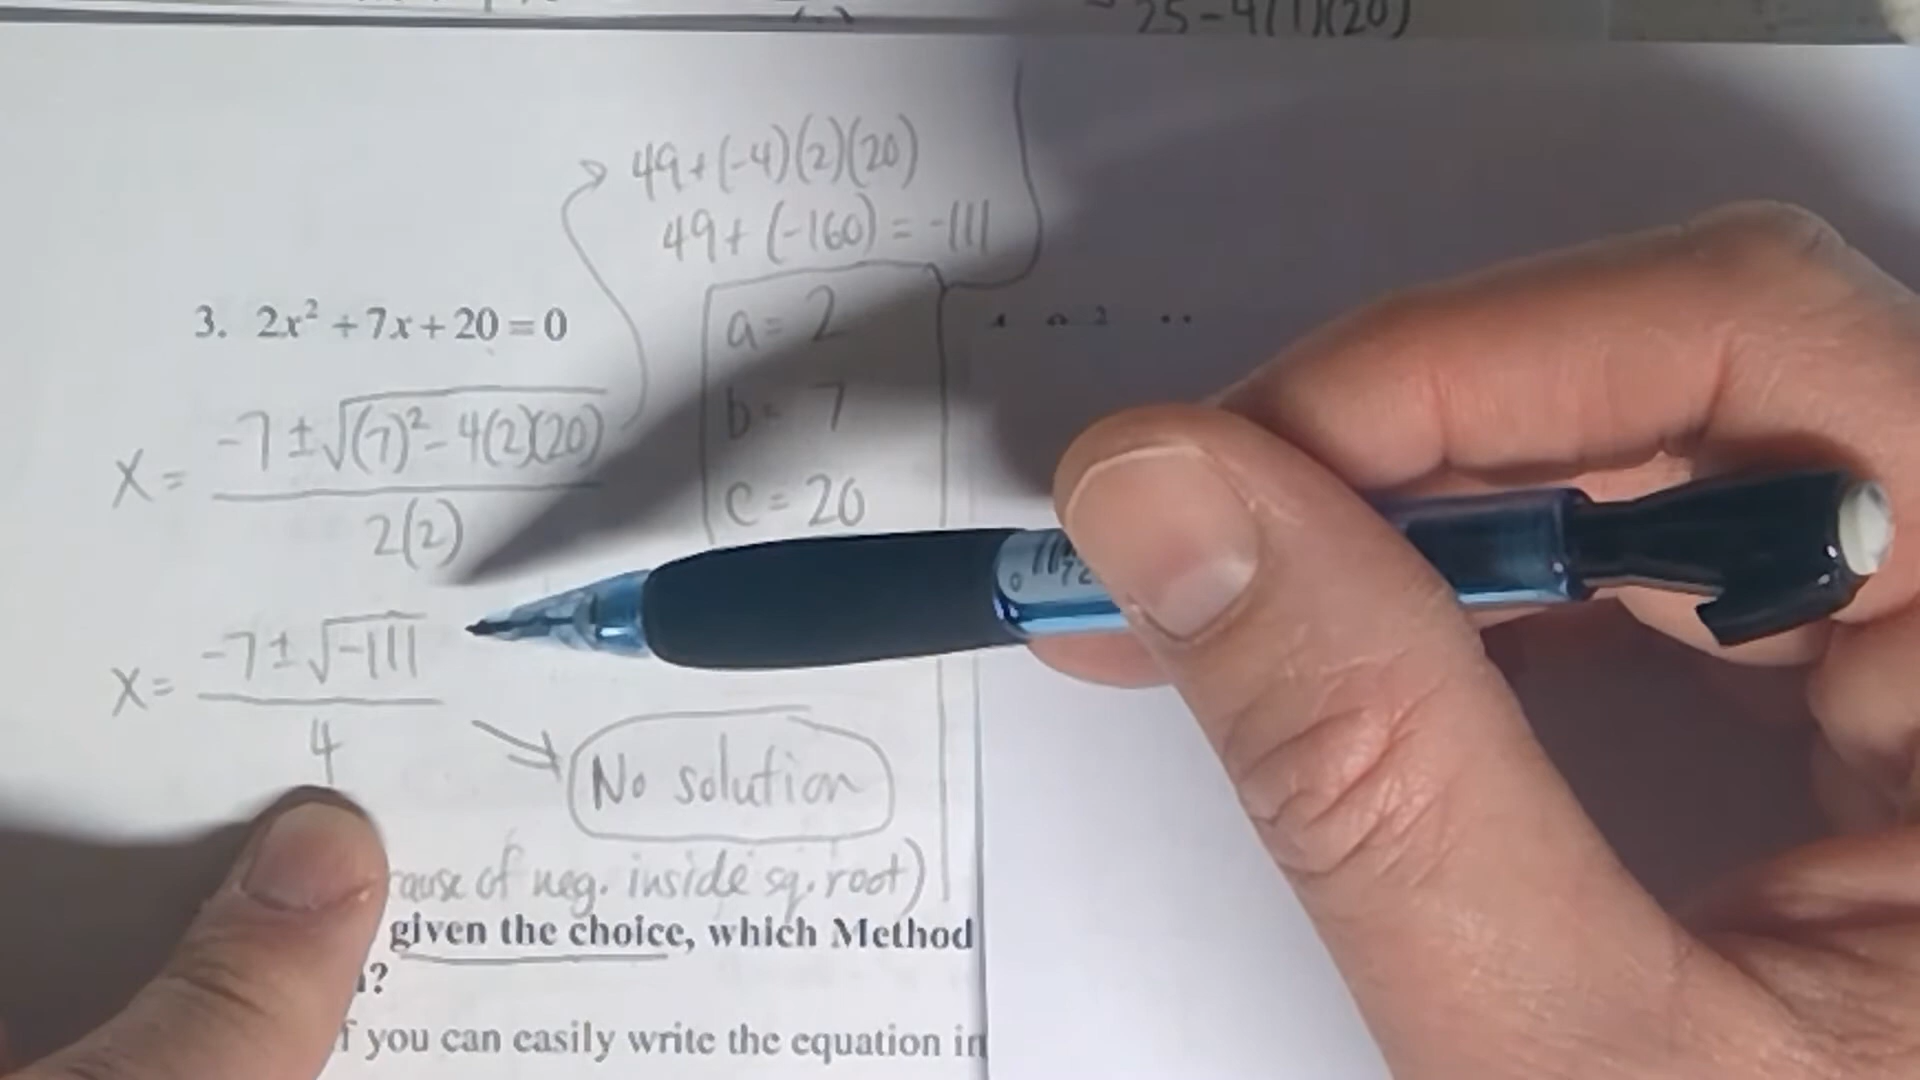 25-4(1)(20)
49+(-4)(2)(20)
49+(-160)=-111
3. 2x² +7x+20=0
a=2
b=7
c=20
x = -7±√(7)²-4(2)(20)
2(2)
x = -7±√-111
4
No solution
of neg. inside sq. root)
given the choice, which Method
?
you can easily write the equation in